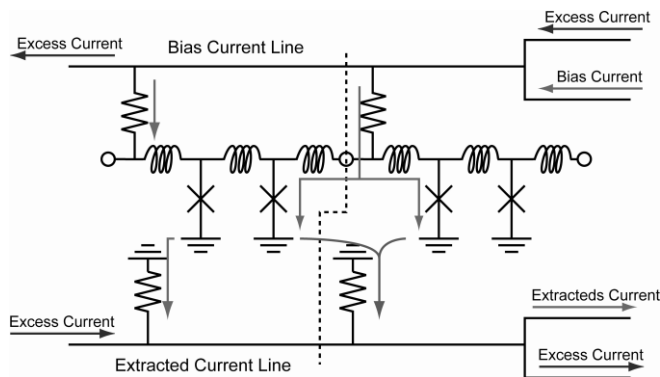 Excess Current
Bias Current Line
Excess Current
Bias Current
Excess Current
Extracteds Current
Extracted Current Line
Excess Current